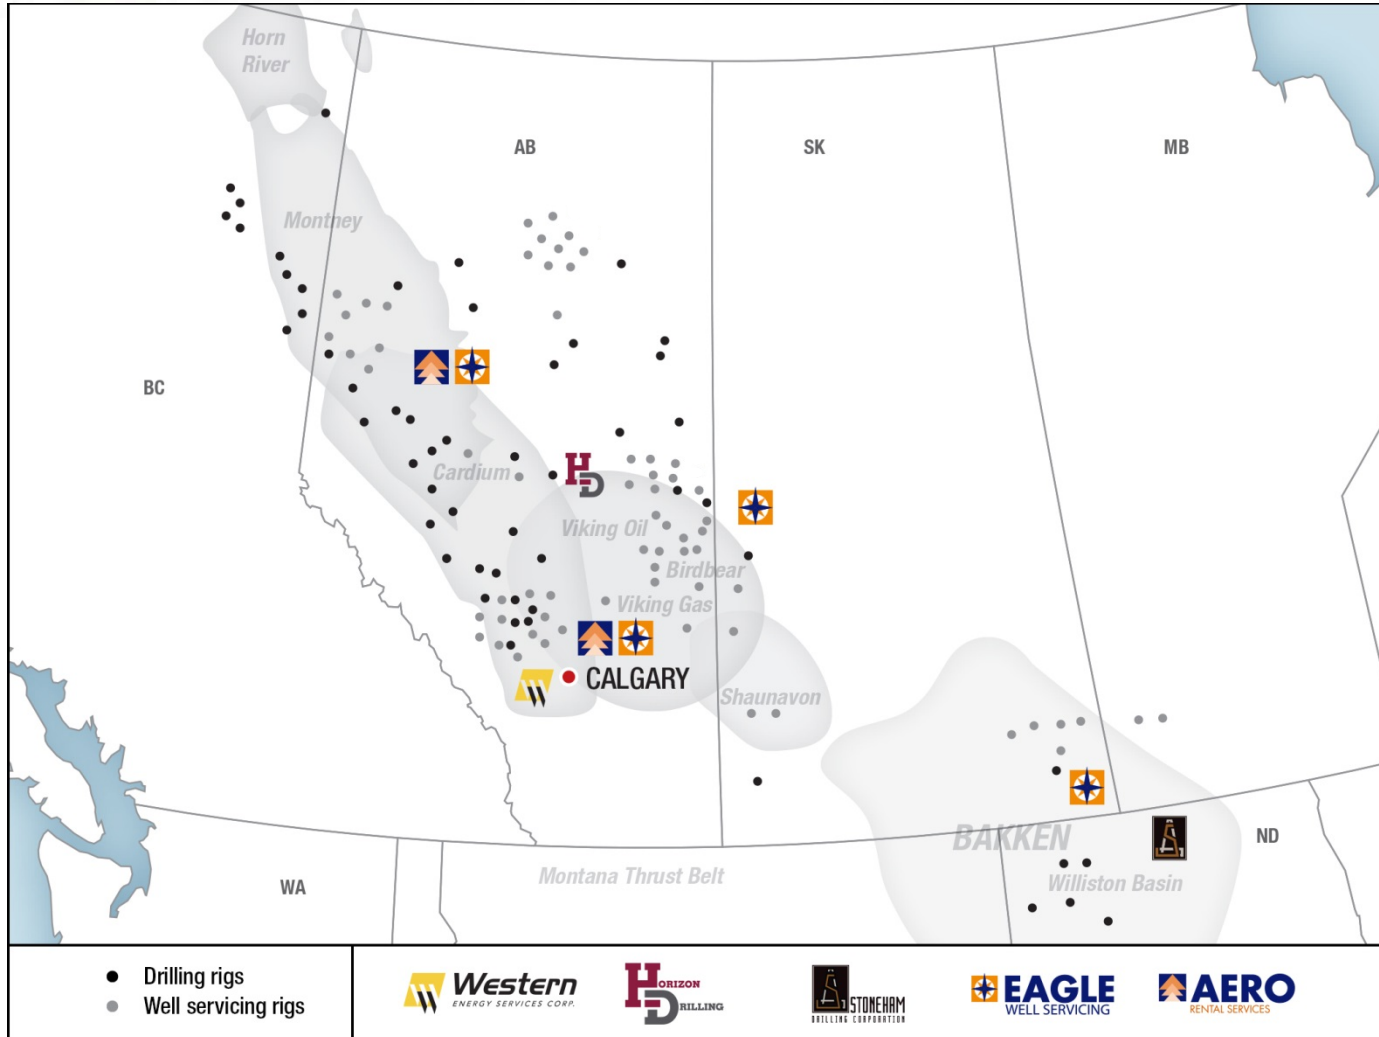 Horn
River
AB
SK
MB
Montney
BC
Cardium
HD
Viking Oil
Birdbear
Viking Gas
CALGARY
Shaunavon
BAKKEN
ND
WA
Montana Thrust Belt
Williston Basin
Drilling rigs
Well servicing rigs
Western
ENERGY SERVICES CORP.
HORIZON
DRILLING
STONEHAM
DRILLING CORPORATION
EAGLE
WELL SERVICING
AERO
RENTAL SERVICES